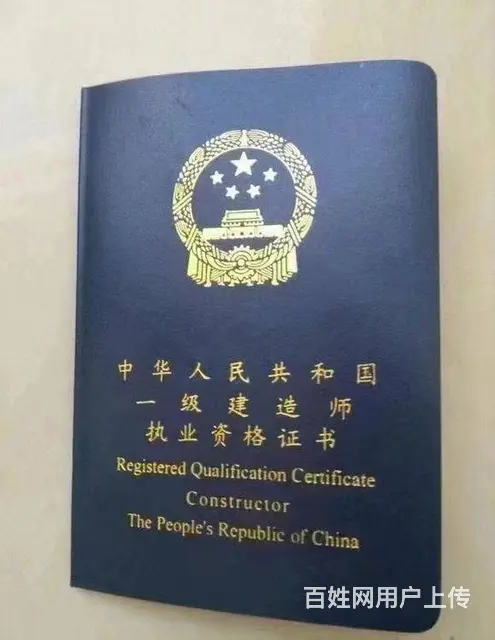 中华人民共和国
一级建造师
执业资格证书
Registered Qualification Certificate
Constructor
The People's Republic of China
百姓网用户上传